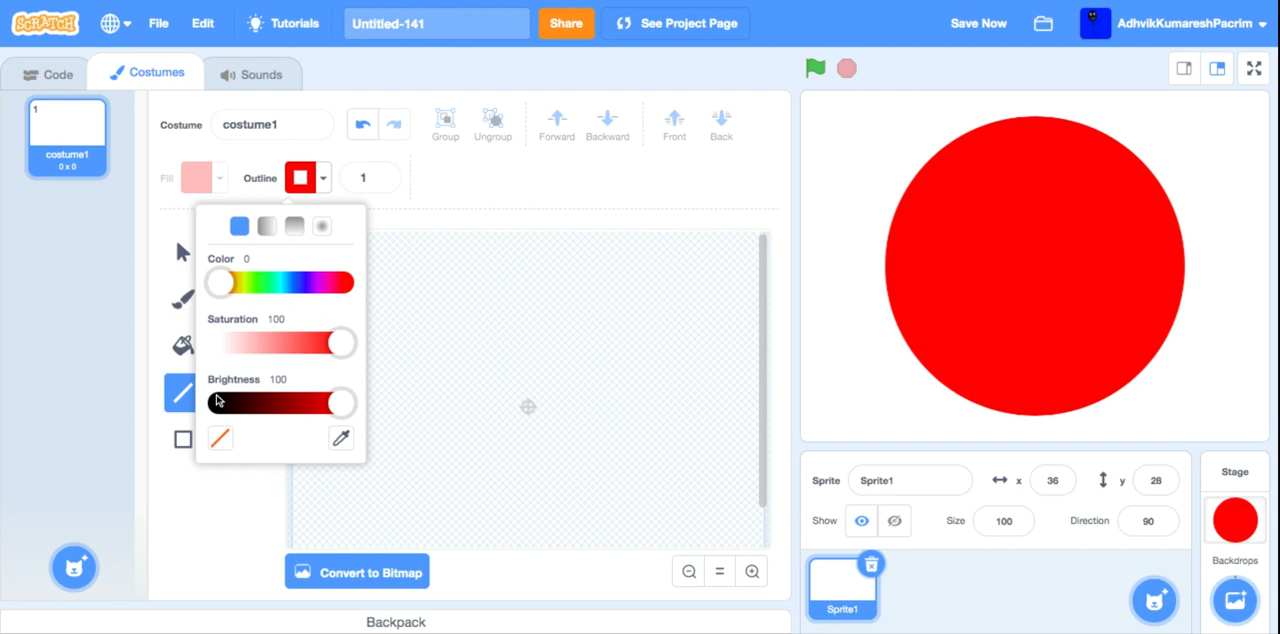 SCRATCH
File
Edit
Tutorials
Untitled-141
Share
See Project Page
Save Now
AdhvikKumareshPacrim
Code
Costumes
Sounds
1
costume1
0 x 0
Costume
costume1
Group
Ungroup
Forward
Backward
Front
Back
Fill
Outline
1
Color 0
Saturation 100
Brightness 100
Convert to Bitmap
Backpack
Sprite
Sprite1
x
36
y
28
Show
Size
100
Direction
90
Sprite1
Stage
Backdrops